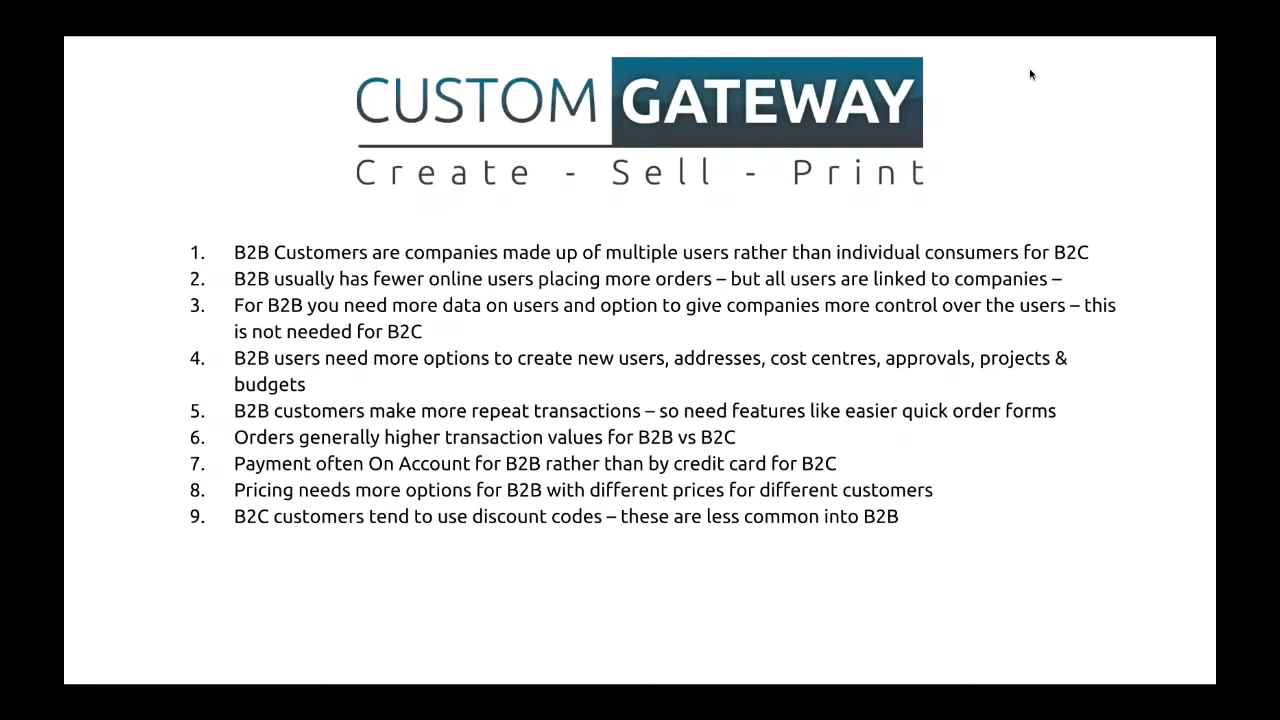 CUSTOM GATEWAY
Create - Sell - Print
1. B2B Customers are companies made up of multiple users rather than individual consumers for B2C
2. B2B usually has fewer online users placing more orders – but all users are linked to companies –
3. For B2B you need more data on users and option to give companies more control over the users – this
is not needed for B2C
4. B2B users need more options to create new users, addresses, cost centres, approvals, projects &
budgets
5. B2B customers make more repeat transactions – so need features like easier quick order forms
6. Orders generally higher transaction values for B2B vs B2C
7. Payment often On Account for B2B rather than by credit card for B2C
8. Pricing needs more options for B2B with different prices for different customers
9. B2C customers tend to use discount codes – these are less common into B2B